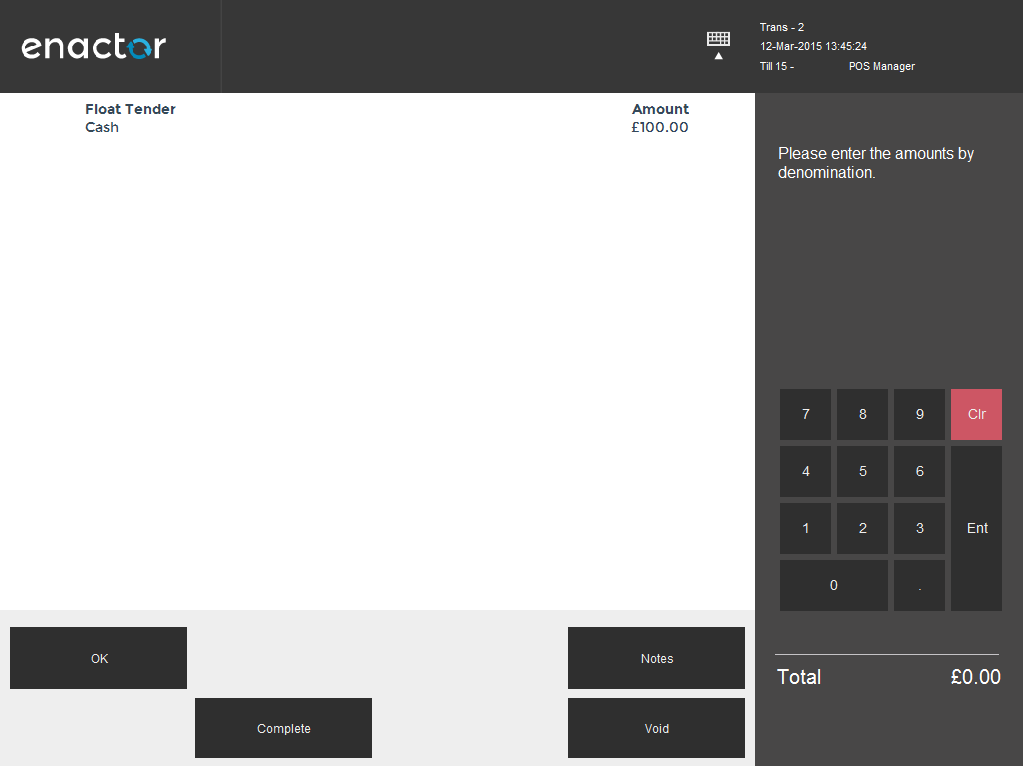 enactor
Trans - 2
12-Mar-2015 13:45:24
Till 15 - POS Manager
Float Tender Amount
Cash £100.00
Please enter the amounts by
denomination.
7 8 9 Clr
4 5 6
1 2 3 Ent
0 .
OK Notes
Total £0.00
Complete Void